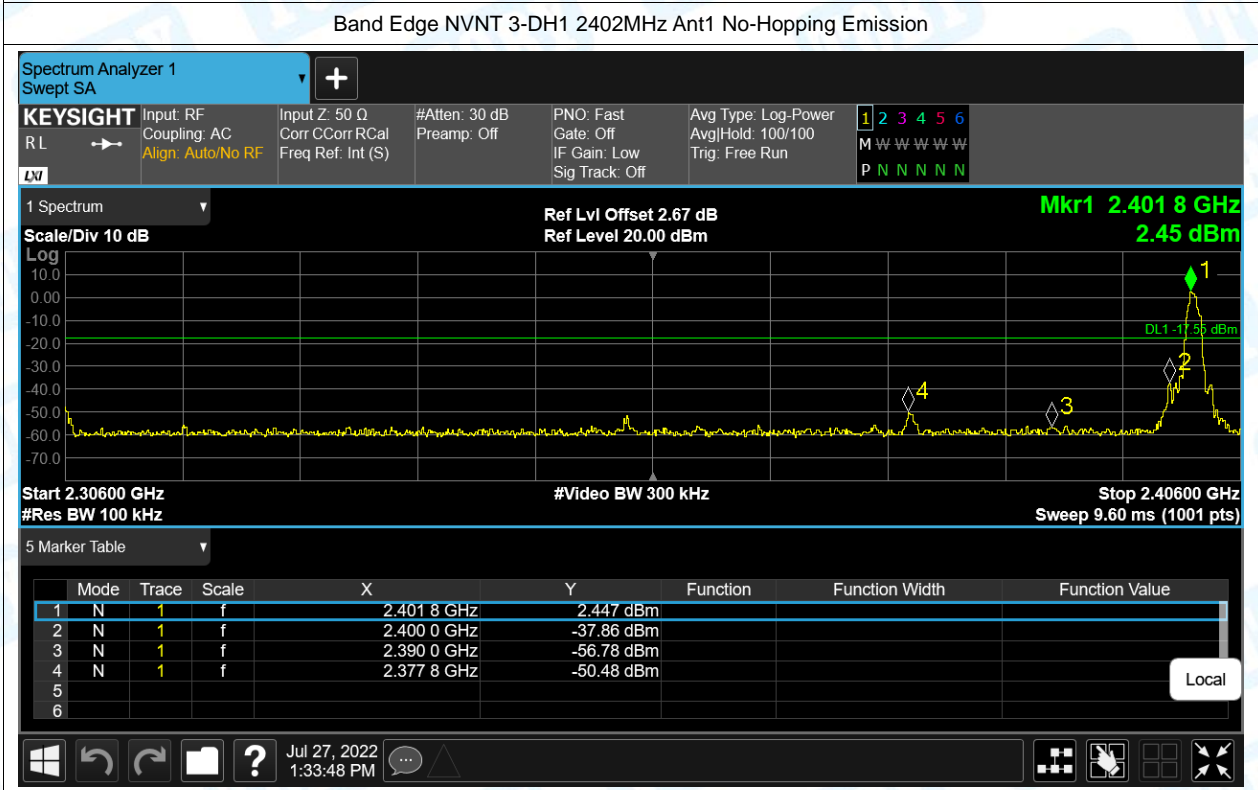 Band Edge NVNT 3-DH1 2402MHz Ant1 No-Hopping Emission
Spectrum Analyzer 1
Swept SA
+
KEYSIGHT
RL
LXI
Input: RF
Coupling: AC
Align: Auto/No RF
Input Z: 50 Ω
Corr CCorr RCal
Freq Ref: Int (S)
#Atten: 30 dB
Preamp: Off
PNO: Fast
Gate: Off
IF Gain: Low
Sig Track: Off
Avg Type: Log-Power
Avg|Hold: 100/100
Trig: Free Run
1 2 3 4 5 6
M W W W W W
P N N N N N
1 Spectrum
Scale/Div 10 dB
Ref Lvl Offset 2.67 dB
Ref Level 20.00 dBm
Mkr1 2.401 8 GHz
2.45 dBm
Log
10.0
0.00
-10.0
-20.0
-30.0
-40.0
-50.0
-60.0
-70.0
1
DL1 -17.55 dBm
2
4
3
Start 2.30600 GHz
#Video BW 300 kHz
Stop 2.40600 GHz
#Res BW 100 kHz
Sweep 9.60 ms (1001 pts)
5 Marker Table
Mode Trace Scale X Y Function Function Width Function Value
1 N 1 f 2.401 8 GHz 2.447 dBm
2 N 1 f 2.400 0 GHz -37.86 dBm
3 N 1 f 2.390 0 GHz -56.78 dBm
4 N 1 f 2.377 8 GHz -50.48 dBm
5
6
Local
?
Jul 27, 2022
1:33:48 PM